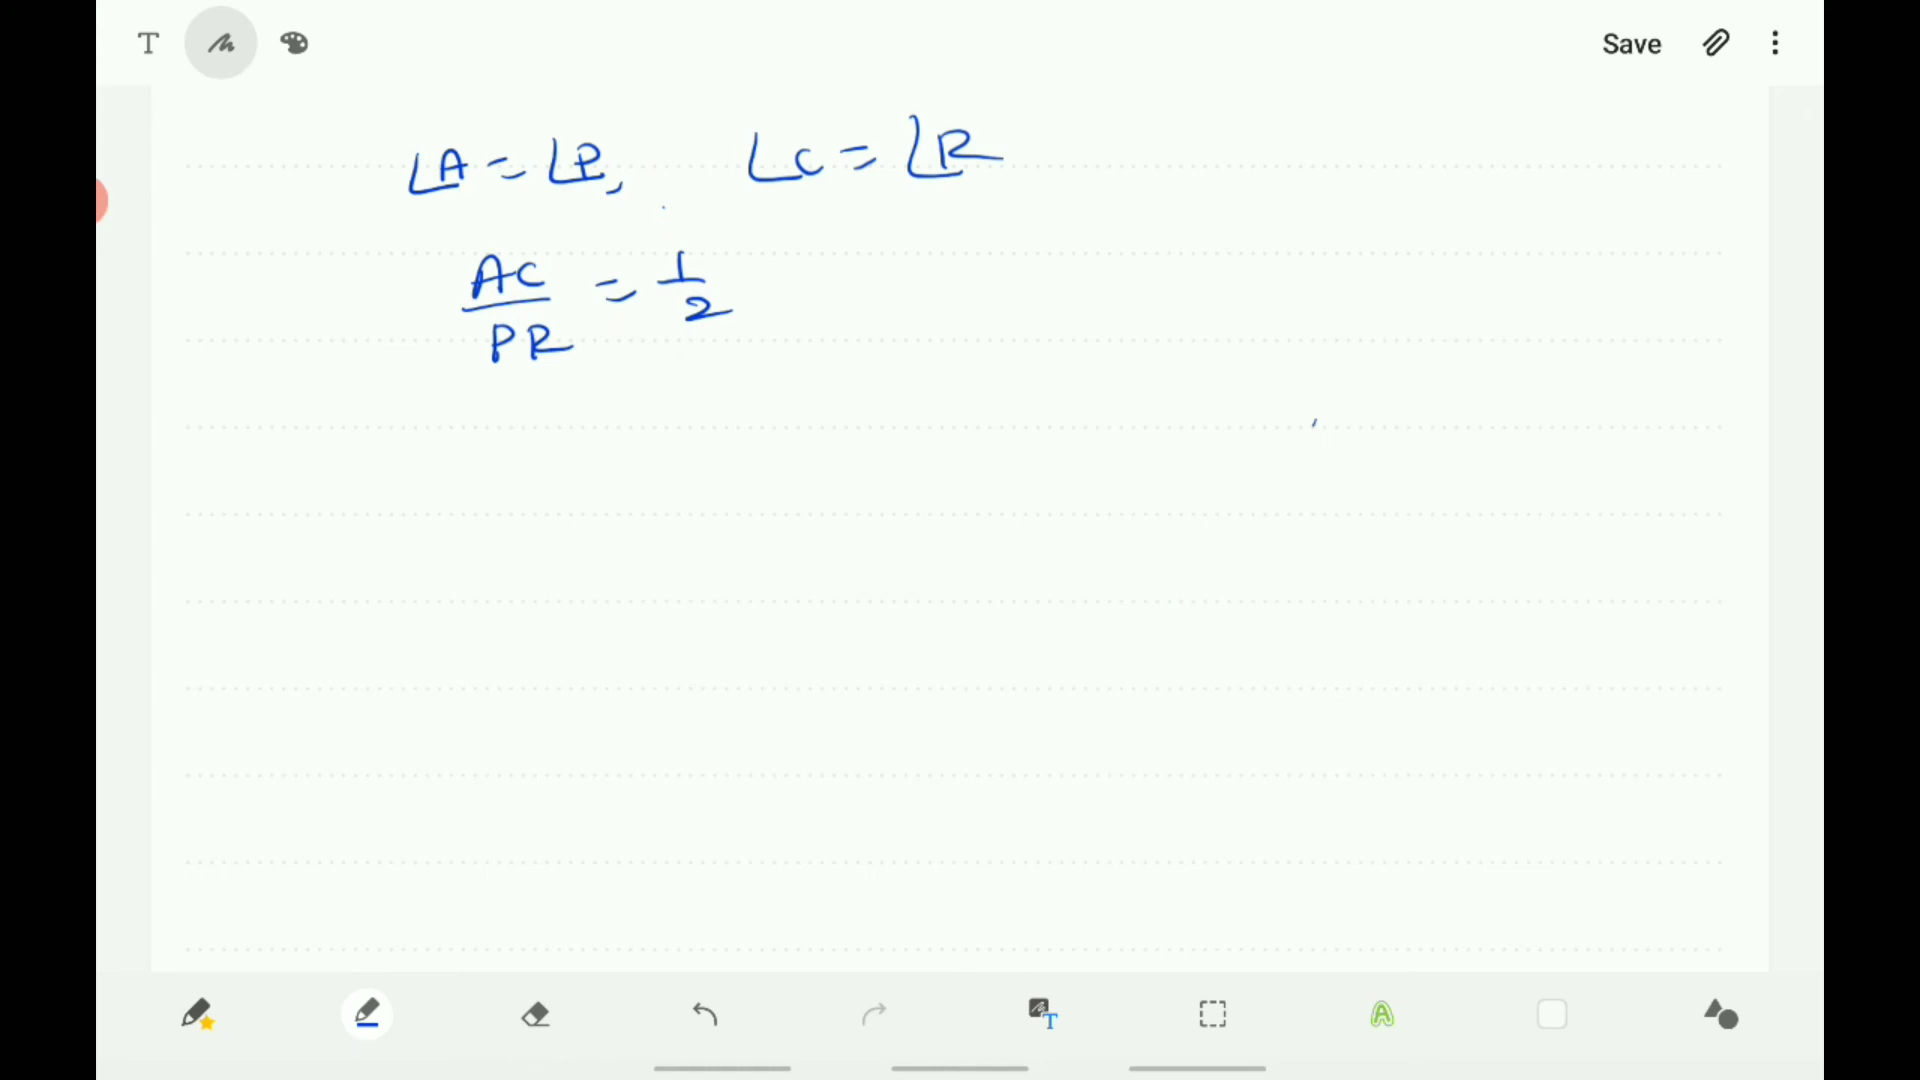 T Save
∠A = ∠P, ∠C = ∠R
AC/PR = 1/2
T A